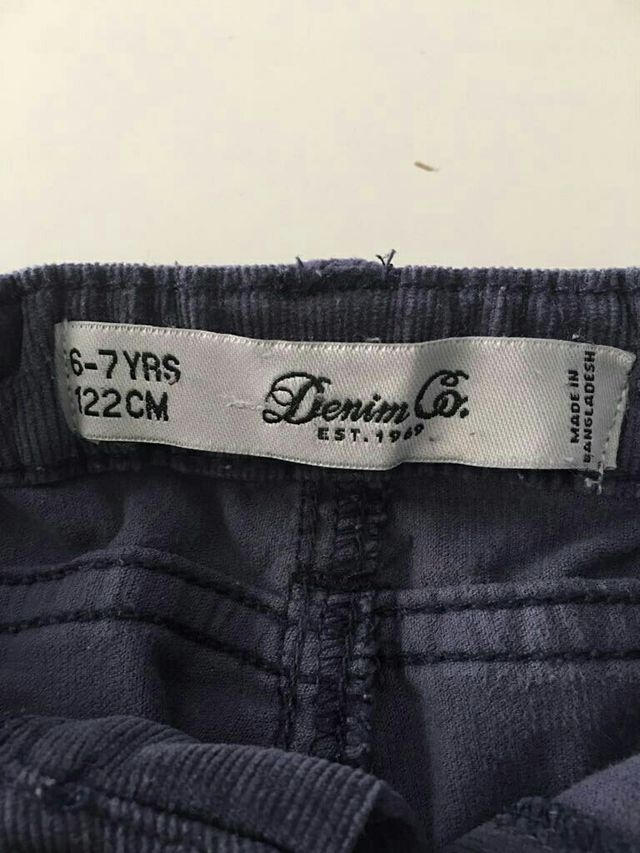 6-7YRS
122CM
Denim Co.
EST. 1969
MADE IN
BANGLADESH